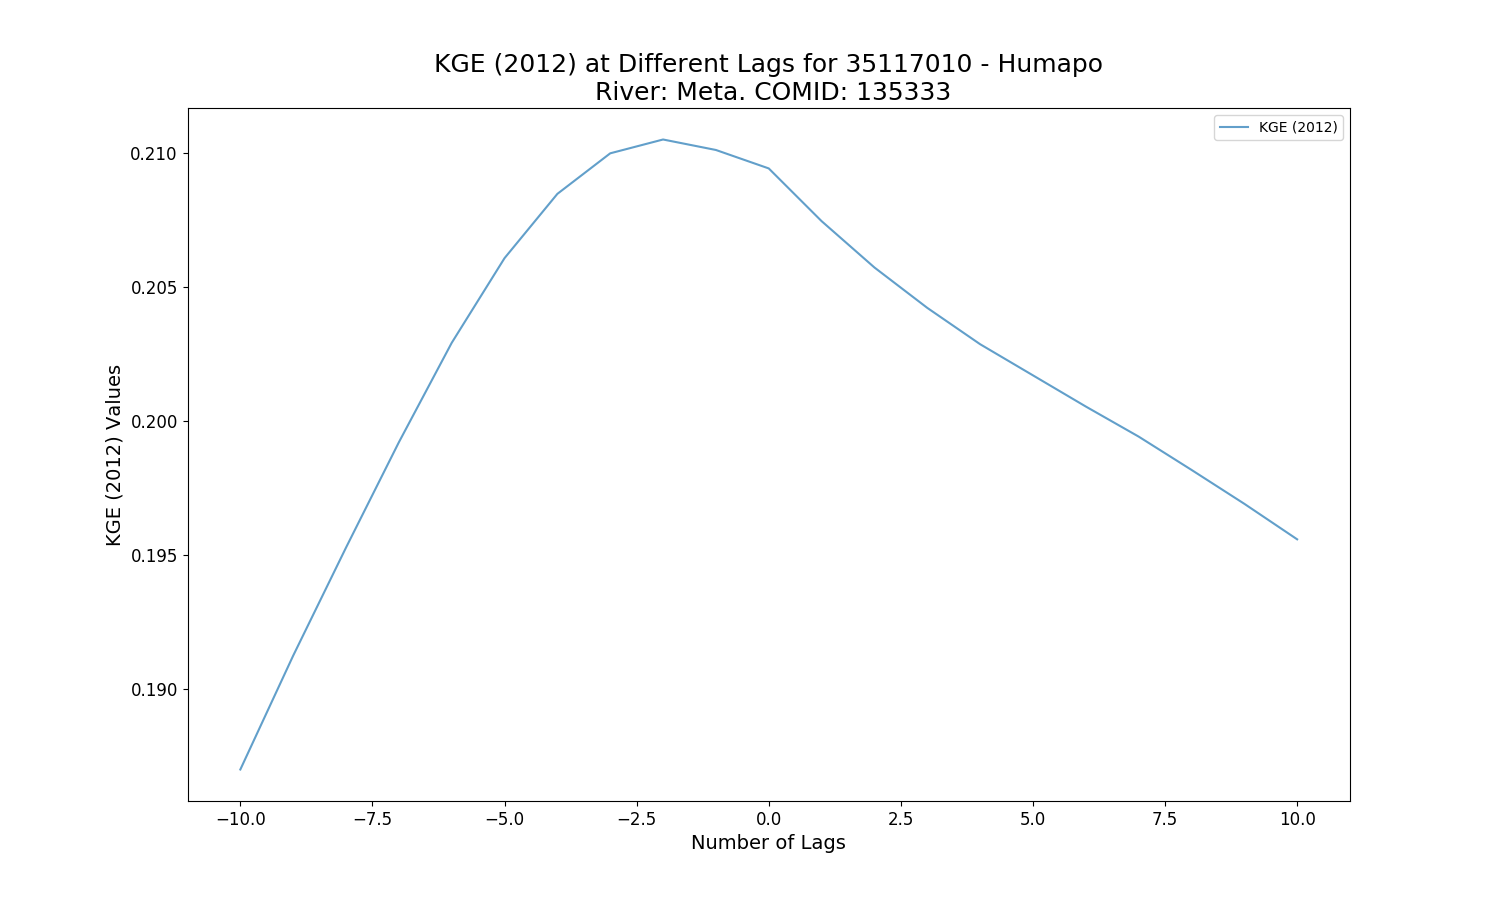 KGE (2012) at Different Lags for 35117010 - Humapo
River: Meta. COMID: 135333
KGE (2012)
0.210
0.205
0.200
0.195
0.190
KGE (2012) Values
−10.0
−7.5
−5.0
−2.5
0.0
2.5
5.0
7.5
10.0
Number of Lags